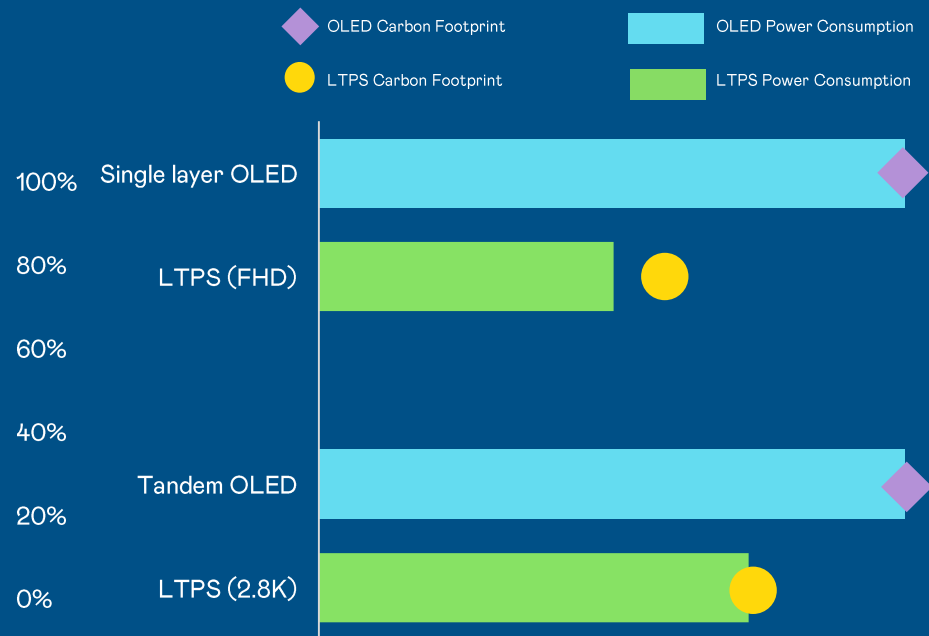 OLED Carbon Footprint
OLED Power Consumption
LTPS Carbon Footprint
LTPS Power Consumption
100%
Single layer OLED
80%
LTPS (FHD)
60%
40%
Tandem OLED
20%
LTPS (2.8K)
0%